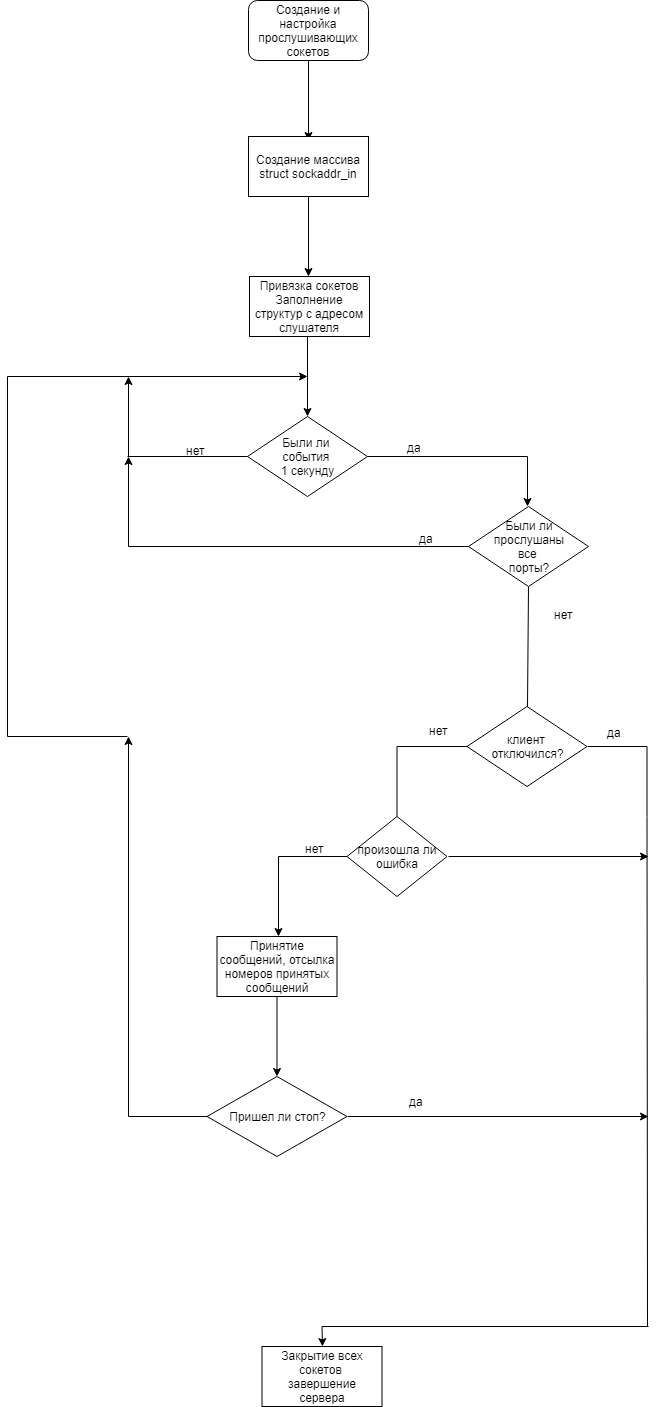 Создание и
настройка
прослушивающих
сокетов
Создание массива
struct sockaddr_in
Привязка сокетов
Заполнение
структур с адресом
слушателя
Были ли
события
1 секунду
нет
да
Были ли
прослушаны
все
порты?
да
нет
клиент
отключился?
нет
да
произошла ли
ошибка
нет
Принятие
сообщений, отсылка
номеров принятых
сообщений
Пришел ли стоп?
да
Закрытие всех
сокетов
завершение
сервера